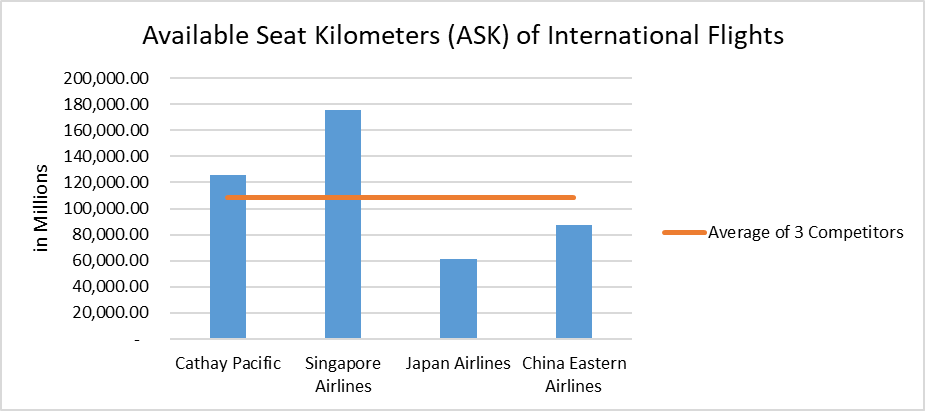 Available Seat Kilometers (ASK) of International Flights
in Millions
200,000.00
180,000.00
160,000.00
140,000.00
120,000.00
100,000.00
80,000.00
60,000.00
40,000.00
20,000.00
-
Cathay Pacific
Singapore
Airlines
Japan Airlines
China Eastern
Airlines
Average of 3 Competitors